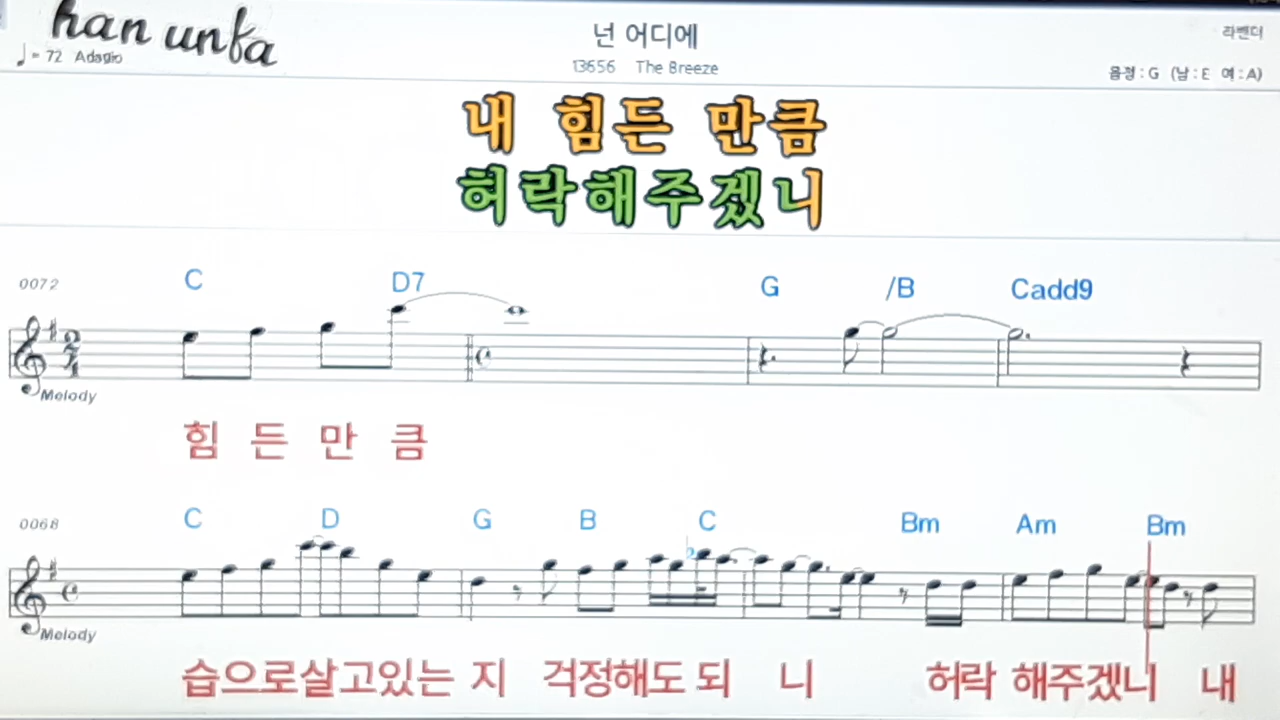 han unfa
넌 어디에
라벤더
♩= 72 Adagio
13656 The Breeze
음정 : G (남 : E 여 : A)
내 힘든 만큼
허락해주겠니
0072 C D7 G /B Cadd9
2/4
Melody
힘 든 만 큼
0068 C D G B C Bm Am Bm
2
Melody
습으로살고있는 지 걱정해도 되 니 허락 해주겠니 내